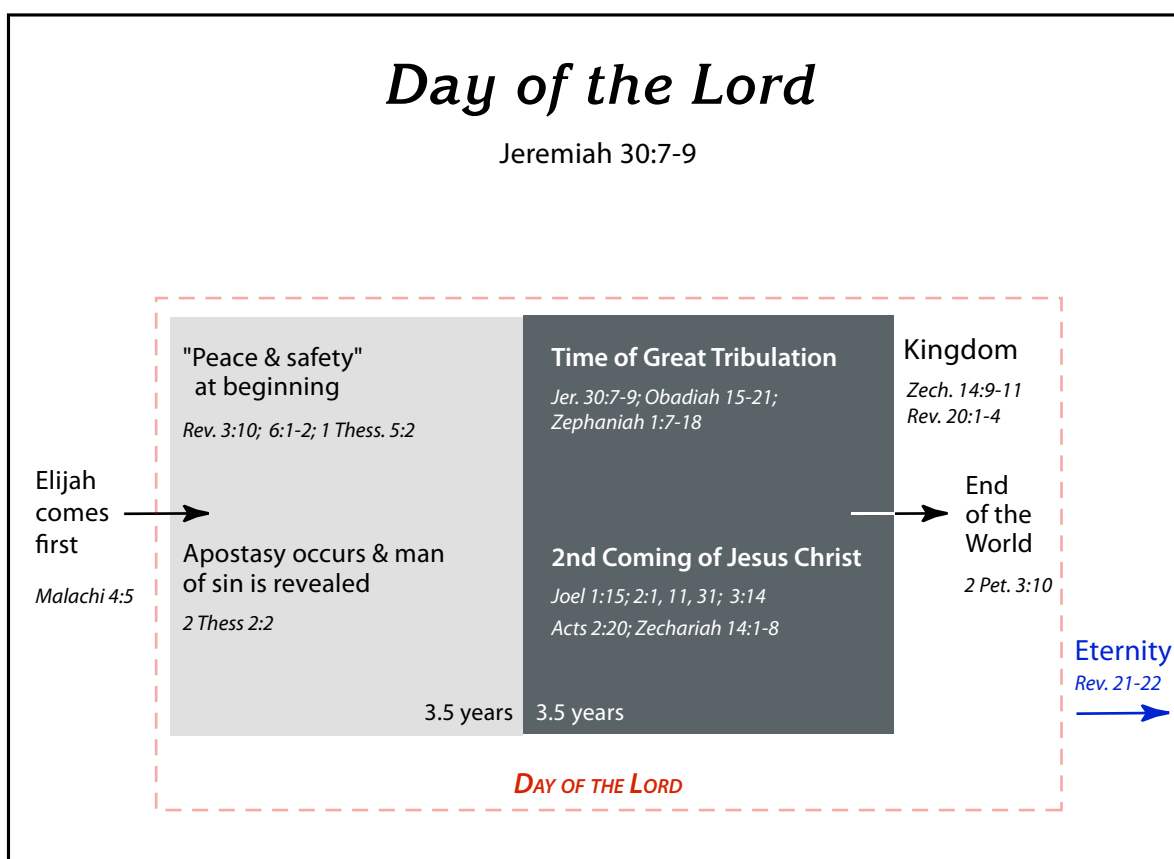 Day of the Lord
Jeremiah 30:7-9
Elijah
comes
first
Malachi 4:5
"Peace & safety"
at beginning
Rev. 3:10; 6:1-2; 1 Thess. 5:2
Apostasy occurs & man
of sin is revealed
2 Thess 2:2
3.5 years
Time of Great Tribulation
Jer. 30:7-9; Obadiah 15-21;
Zephaniah 1:7-18
2nd Coming of Jesus Christ
Joel 1:15; 2:1, 11, 31; 3:14
Acts 2:20; Zechariah 14:1-8
3.5 years
Kingdom
Zech. 14:9-11
Rev. 20:1-4
End
of the
World
2 Pet. 3:10
Eternity
Rev. 21-22
DAY OF THE LORD